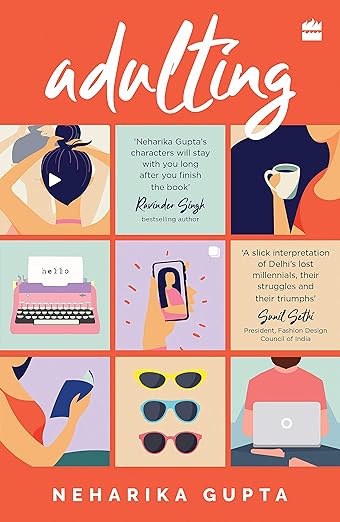 adulting
'Neharika Gupta's
characters will stay
with you long
after you finish
the book'
Ravinder Singh
bestselling author
hello
'A slick interpretation
of Delhi's lost
millennials, their
struggles and
their triumphs'
Sunil Sethi
President, Fashion Design
Council of India
NEHARIKA GUPTA